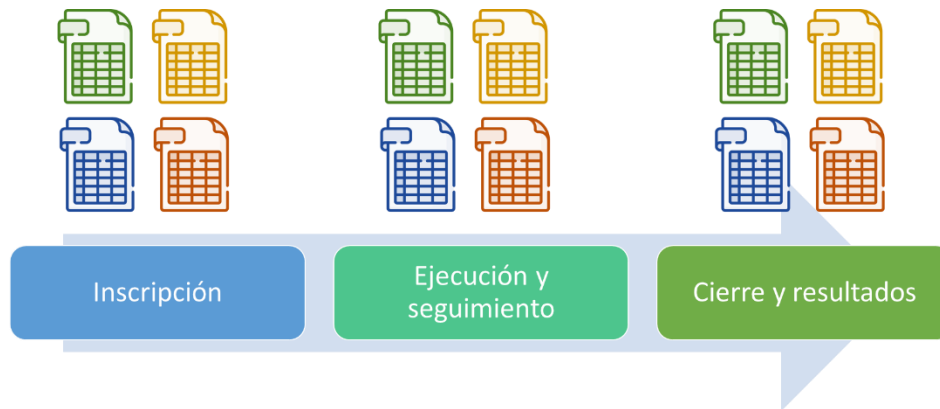 Inscripción
Ejecución y
seguimiento
Cierre y resultados